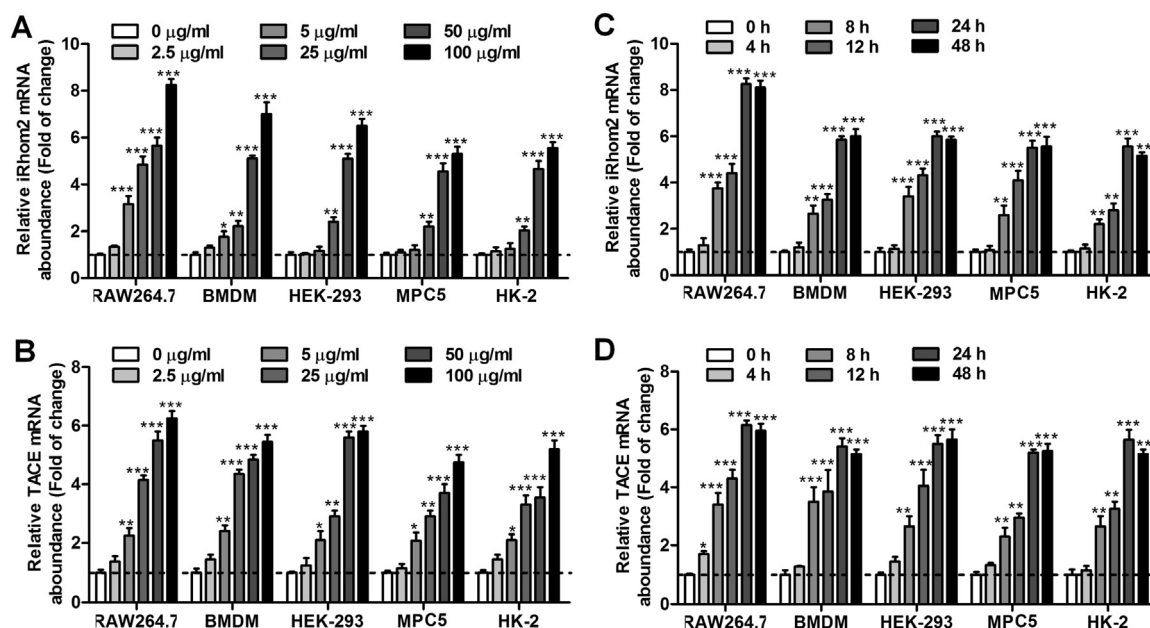 A
0 μg/ml
5 μg/ml
50 μg/ml
2.5 μg/ml
25 μg/ml
100 μg/ml
Relative iRhom2 mRNA
aboundance (Fold of change)
10
8
6
4
2
0
*** *** *** ***
* ** *** ***
** *** ***
** *** ***
** *** ***
RAW264.7 BMDM HEK-293 MPC5 HK-2
C
0 h
8 h
24 h
4 h
12 h
48 h
Relative iRhom2 mRNA
aboundance (Fold of change)
10
8
6
4
2
0
*** *** *** ***
** *** *** ***
*** *** *** ***
** *** *** ***
** ** *** **
RAW264.7 BMDM HEK-293 MPC5 HK-2
B
0 μg/ml
5 μg/ml
50 μg/ml
2.5 μg/ml
25 μg/ml
100 μg/ml
Relative TACE mRNA
aboundance (Fold of change)
8
6
4
2
0
** *** *** ***
** *** *** ***
* ** *** ***
* ** *** ***
* *** *** ***
RAW264.7 BMDM HEK-293 MPC5 HK-2
D
0 h
8 h
24 h
4 h
12 h
48 h
Relative TACE mRNA
aboundance (Fold of change)
8
6
4
2
0
* *** *** *** ***
*** *** *** ***
** *** *** ***
** ** *** ***
** ** *** **
RAW264.7 BMDM HEK-293 MPC5 HK-2